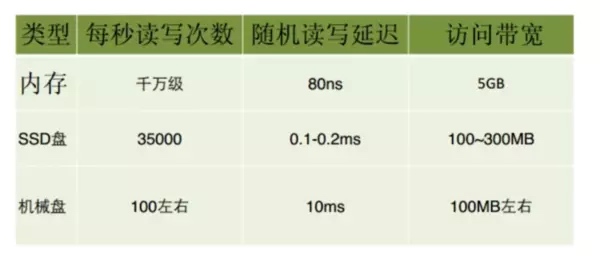 类型 每秒读写次数 随机读写延迟 访问带宽
内存 千万级 80ns 5GB
SSD盘 35000 0.1-0.2ms 100~300MB
机械盘 100左右 10ms 100MB左右